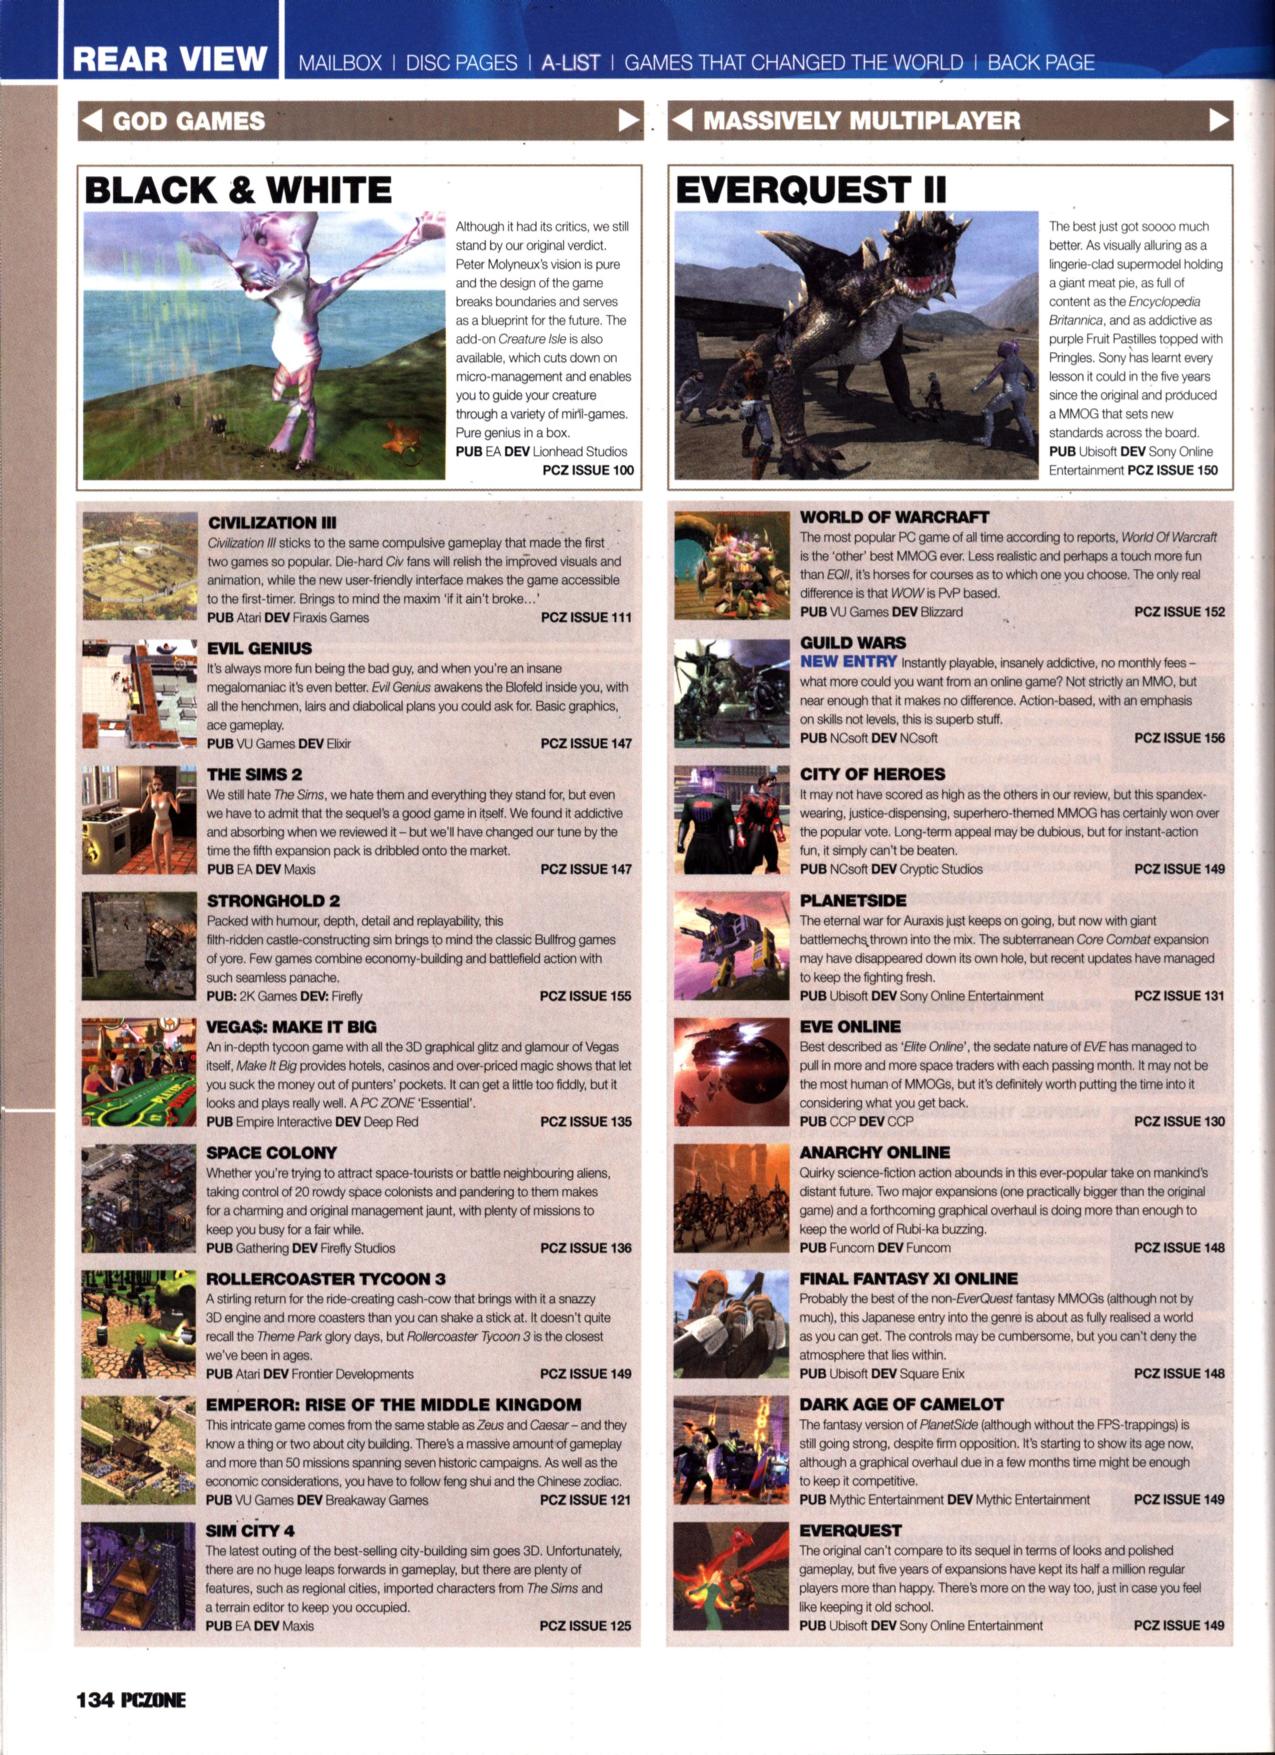 REAR VIEW
MAILBOX | DISC PAGES | A-LIST | GAMES THAT CHANGED THE WORLD | BACK PAGE
GOD GAMES
BLACK & WHITE
Although it had its critics, we still
stand by our original verdict.
Peter Molyneux's vision is pure
and the design of the game
breaks boundaries and serves
as a blueprint for the future. The
add-on Creature Isle is also
available, which cuts down on
micro-management and enables
you to guide your creature
through a variety of mini-games.
Pure genius in a box.
PUB EA DEV Lionhead Studios
PCZ ISSUE 100
CIVILIZATION III
Civilization III sticks to the same compulsive gameplay that made the first
two games so popular. Die-hard Civ fans will relish the improved visuals and
animation, while the new user-friendly interface makes the game accessible
to the first-timer. Brings to mind the maxim 'if it ain't broke...'
PUB Atari DEV Firaxis Games PCZ ISSUE 111
EVIL GENIUS
It's always more fun being the bad guy, and when you're an insane
megalomaniac it's even better. Evil Genius awakens the Blofeld inside you, with
all the henchmen, lairs and diabolical plans you could ask for. Basic graphics,
ace gameplay.
PUB VU Games DEV Elixir PCZ ISSUE 147
THE SIMS 2
We still hate The Sims, we hate them and everything they stand for, but even
we have to admit that the sequel's a good game in itself. We found it addictive
and absorbing when we reviewed it – but we'll have changed our tune by the
time the fifth expansion pack is dribbled onto the market.
PUB EA DEV Maxis PCZ ISSUE 147
STRONGHOLD 2
Packed with humour, depth, detail and replayability, this
filth-ridden castle-constructing sim brings to mind the classic Bullfrog games
of yore. Few games combine economy-building and battlefield action with
such seamless panache.
PUB: 2K Games DEV: Firefly PCZ ISSUE 155
VEGA$: MAKE IT BIG
An in-depth tycoon game with all the 3D graphical glitz and glamour of Vegas
itself, Make It Big provides hotels, casinos and over-priced magic shows that let
you suck the money out of punters' pockets. It can get a little too fiddly, but it
looks and plays really well. A PC ZONE 'Essential'.
PUB Empire Interactive DEV Deep Red PCZ ISSUE 135
SPACE COLONY
Whether you're trying to attract space-tourists or battle neighbouring aliens,
taking control of 20 rowdy space colonists and pandering to them makes
for a charming and original management jaunt, with plenty of missions to
keep you busy for a fair while.
PUB Gathering DEV Firefly Studios PCZ ISSUE 136
ROLLERCOASTER TYCOON 3
A stirling return for the ride-creating cash-cow that brings with it a snazzy
3D engine and more coasters than you can shake a stick at. It doesn't quite
recall the Theme Park glory days, but Rollercoaster Tycoon 3 is the closest
we've been in ages.
PUB Atari DEV Frontier Developments PCZ ISSUE 149
EMPEROR: RISE OF THE MIDDLE KINGDOM
This intricate game comes from the same stable as Zeus and Caesar – and they
know a thing or two about city building. There's a massive amount of gameplay
and more than 50 missions spanning seven historic campaigns. As well as the
economic considerations, you have to follow feng shui and the Chinese zodiac.
PUB VU Games DEV Breakaway Games PCZ ISSUE 121
SIM CITY 4
The latest outing of the best-selling city-building sim goes 3D. Unfortunately,
there are no huge leaps forwards in gameplay, but there are plenty of
features, such as regional cities, imported characters from The Sims and
a terrain editor to keep you occupied.
PUB EA DEV Maxis PCZ ISSUE 125
MASSIVELY MULTIPLAYER
EVERQUEST II
The best just got soooo much
better. As visually alluring as a
lingerie-clad supermodel holding
a giant meat pie, as full of
content as the Encyclopedia
Britannica, and as addictive as
purple Fruit Pastilles topped with
Pringles. Sony has learnt every
lesson it could in the five years
since the original and produced
a MMOG that sets new
standards across the board.
PUB Ubisoft DEV Sony Online
Entertainment PCZ ISSUE 150
WORLD OF WARCRAFT
The most popular PC game of all time according to reports, World Of Warcraft
is the 'other' best MMOG ever. Less realistic and perhaps a touch more fun
than EQII, it's horses for courses as to which one you choose. The only real
difference is that WOW is PvP based.
PUB VU Games DEV Blizzard PCZ ISSUE 152
GUILD WARS
NEW ENTRY Instantly playable, insanely addictive, no monthly fees –
what more could you want from an online game? Not strictly an MMO, but
near enough that it makes no difference. Action-based, with an emphasis
on skills not levels, this is superb stuff.
PUB NCsoft DEV NCsoft PCZ ISSUE 156
CITY OF HEROES
It may not have scored as high as the others in our review, but this spandex-
wearing, justice-dispensing, superhero-themed MMOG has certainly won over
the popular vote. Long-term appeal may be dubious, but for instant-action
fun, it simply can't be beaten.
PUB NCsoft DEV Cryptic Studios PCZ ISSUE 149
PLANETSIDE
The eternal war for Auraxis just keeps on going, but now with giant
battlemechs thrown into the mix. The subterranean Core Combat expansion
may have disappeared down its own hole, but recent updates have managed
to keep the fighting fresh.
PUB Ubisoft DEV Sony Online Entertainment PCZ ISSUE 131
EVE ONLINE
Best described as 'Elite Online', the sedate nature of EVE has managed to
pull in more and more space traders with each passing month. It may not be
the most human of MMOGs, but it's definitely worth putting the time into it
considering what you get back.
PUB CCP DEV CCP PCZ ISSUE 130
ANARCHY ONLINE
Quirky science-fiction action abounds in this ever-popular take on mankind's
distant future. Two major expansions (one practically bigger than the original
game) and a forthcoming graphical overhaul is doing more than enough to
keep the world of Rubi-ka buzzing.
PUB Funcom DEV Funcom PCZ ISSUE 148
FINAL FANTASY XI ONLINE
Probably the best of the non-EverQuest fantasy MMOGs (although not by
much), this Japanese entry into the genre is about as fully realised a world
as you can get. The controls may be cumbersome, but you can't deny the
atmosphere that lies within.
PUB Ubisoft DEV Square Enix PCZ ISSUE 148
DARK AGE OF CAMELOT
The fantasy version of PlanetSide (although without the FPS-trappings) is
still going strong, despite firm opposition. It's starting to show its age now,
although a graphical overhaul due in a few months time might be enough
to keep it competitive.
PUB Mythic Entertainment DEV Mythic Entertainment PCZ ISSUE 149
EVERQUEST
The original can't compare to its sequel in terms of looks and polished
gameplay, but five years of expansions have kept its half a million regular
players more than happy. There's more on the way too, just in case you feel
like keeping it old school.
PUB Ubisoft DEV Sony Online Entertainment PCZ ISSUE 149
134 PCZONE